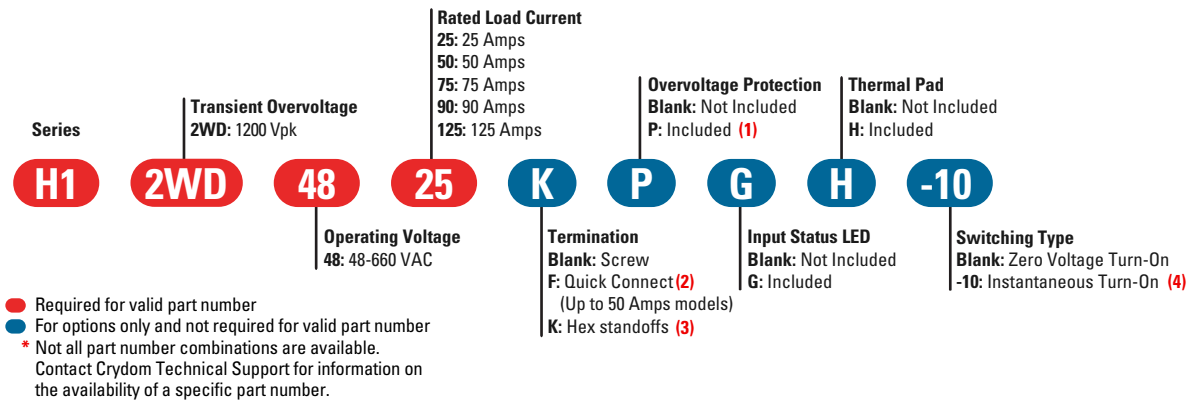 Rated Load Current
25: 25 Amps
50: 50 Amps
75: 75 Amps
90: 90 Amps
125: 125 Amps
Overvoltage Protection
Blank: Not Included
P: Included (1)
Thermal Pad
Blank: Not Included
H: Included
Transient Overvoltage
2WD: 1200 Vpk
Series
H1 2WD 48 25 K P G H -10
Operating Voltage
48: 48-660 VAC
Termination
Blank: Screw
F: Quick Connect (2)
(Up to 50 Amps models)
K: Hex standoffs (3)
Input Status LED
Blank: Not Included
G: Included
Switching Type
Blank: Zero Voltage Turn-On
-10: Instantaneous Turn-On (4)
Required for valid part number
For options only and not required for valid part number
* Not all part number combinations are available.
Contact Crydom Technical Support for information on
the availability of a specific part number.